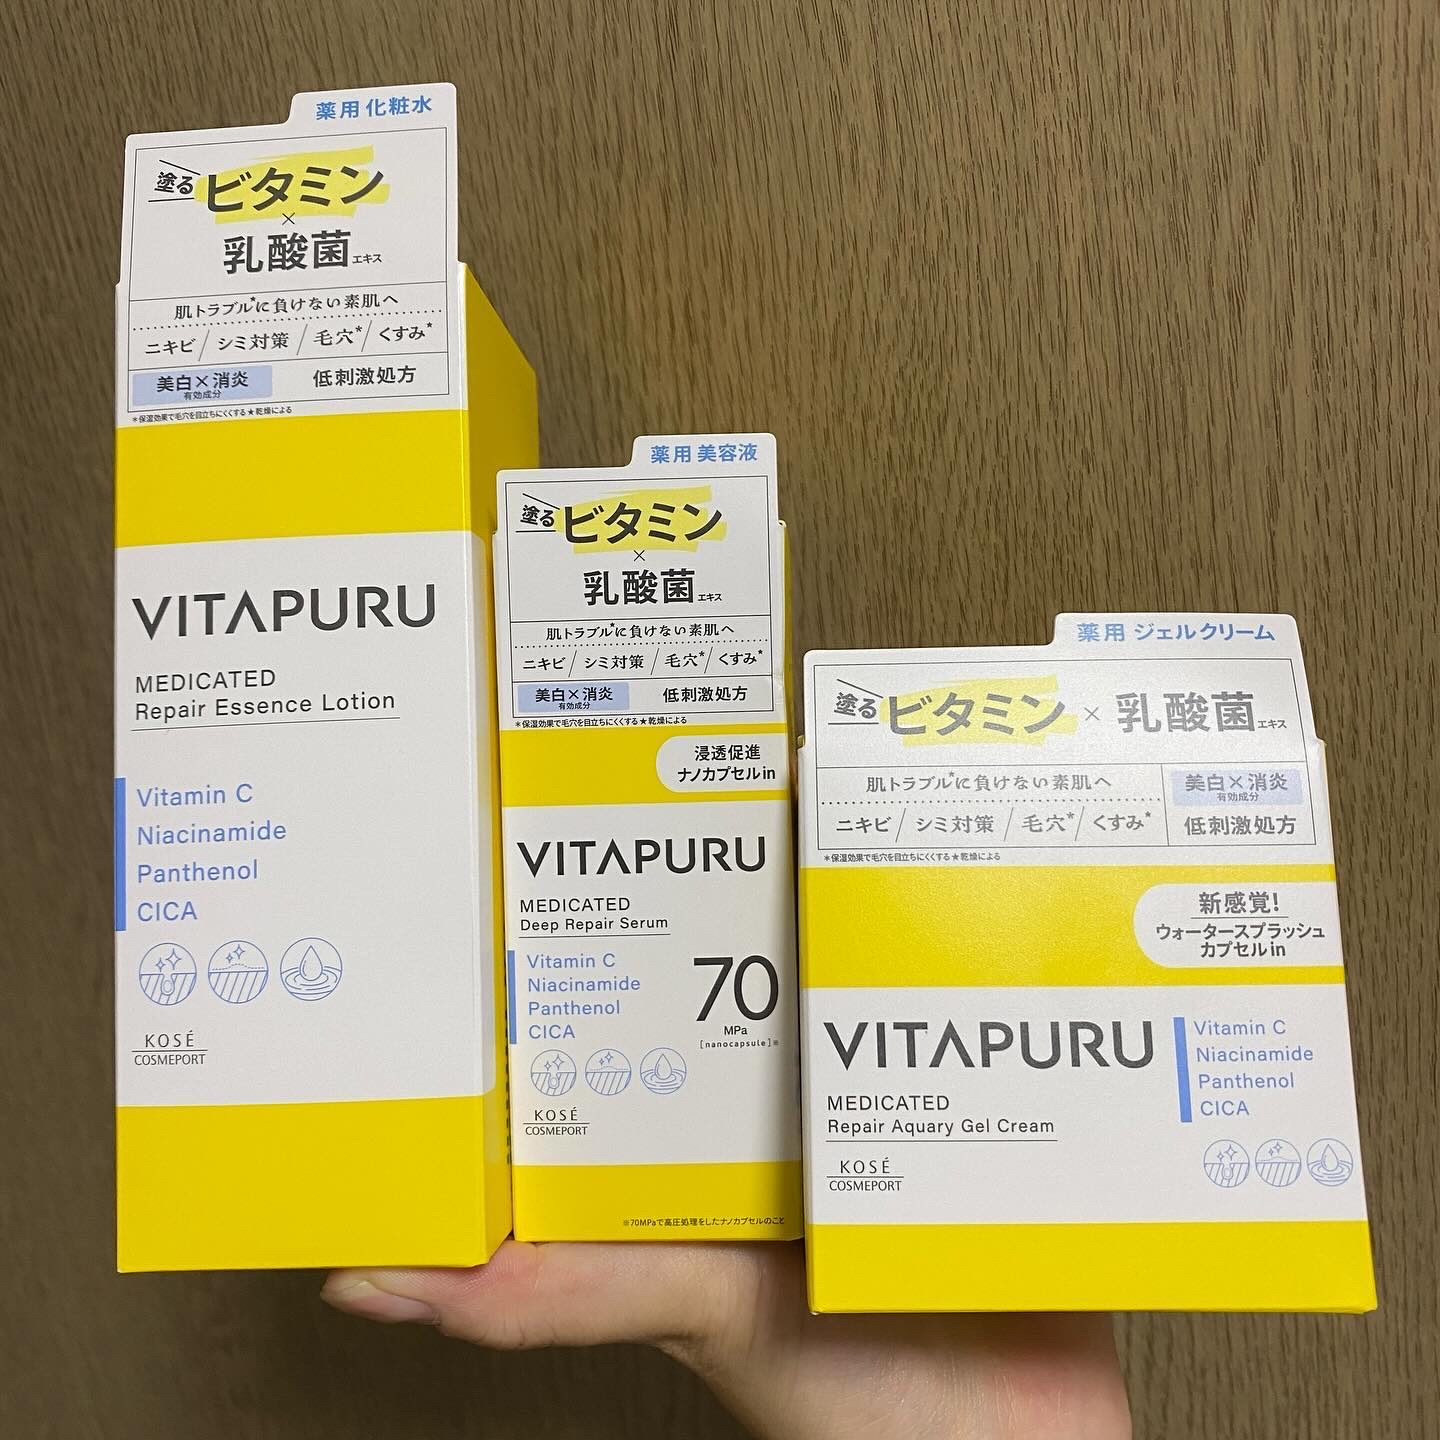 薬用 化粧水
塗る ビタミン
×
乳酸菌エキス
肌トラブル*に負けない素肌へ
ニキビ/シミ対策/毛穴*/くすみ★
美白×消炎 低刺激処方
有効成分
*保湿効果で毛穴を目立ちにくくする★乾燥による
VITAPURU
MEDICATED
Repair Essence Lotion
Vitamin C
Niacinamide
Panthenol
CICA
KOSÉ
COSMEPORT
薬用 美容液
塗る ビタミン
×
乳酸菌エキス
肌トラブル*に負けない素肌へ
ニキビ/シミ対策/毛穴*/くすみ★
美白×消炎 低刺激処方
有効成分
*保湿効果で毛穴を目立ちにくくする★乾燥による
浸透促進
ナノカプセルin
VITAPURU
MEDICATED
Deep Repair Serum
Vitamin C
Niacinamide
Panthenol
CICA
70
MPa
[nanocapsule]※
KOSÉ
COSMEPORT
※70MPaで高圧処理をしたナノカプセルのこと
薬用 ジェルクリーム
塗る ビタミン × 乳酸菌エキス
肌トラブル*に負けない素肌へ
ニキビ/シミ対策/毛穴*/くすみ★
美白×消炎
有効成分
低刺激処方
*保湿効果で毛穴を目立ちにくくする★乾燥による
新感覚!
ウォータースプラッシュ
カプセルin
VITAPURU
MEDICATED
Repair Aquary Gel Cream
Vitamin C
Niacinamide
Panthenol
CICA
KOSÉ
COSMEPORT